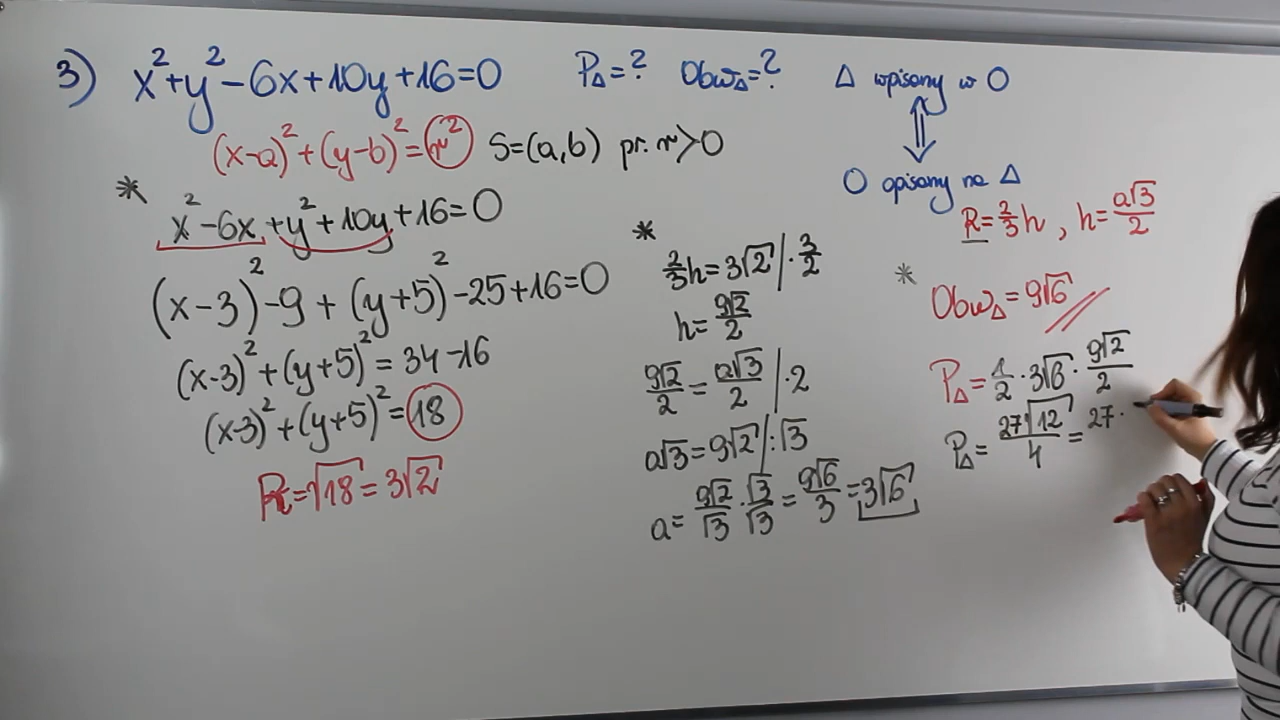 3) x²+y²-6x+10y+16=0 P△=? Obw△=? △ wpisany w O
⇕
(x-a)²+(y-b)²=r² S=(a,b) pr. r>0
O opisany na △
R=2/3h, h=a√3/2
*
x²-6x+y²+10y+16=0
(x-3)²-9+(y+5)²-25+16=0
(x-3)²+(y+5)²=34-16
(x-3)²+(y+5)²=18
R=√18=3√2
*
2/3h=3√2 |·3/2
h=9√2/2
9√2/2=a√3/2 |·2
a√3=9√2 |:√3
a=9√2/√3·√3/√3=9√6/3=3√6
*
Obw△=9√6
P△=1/2·3√6·9√2/2
P△=27√12/4=27·